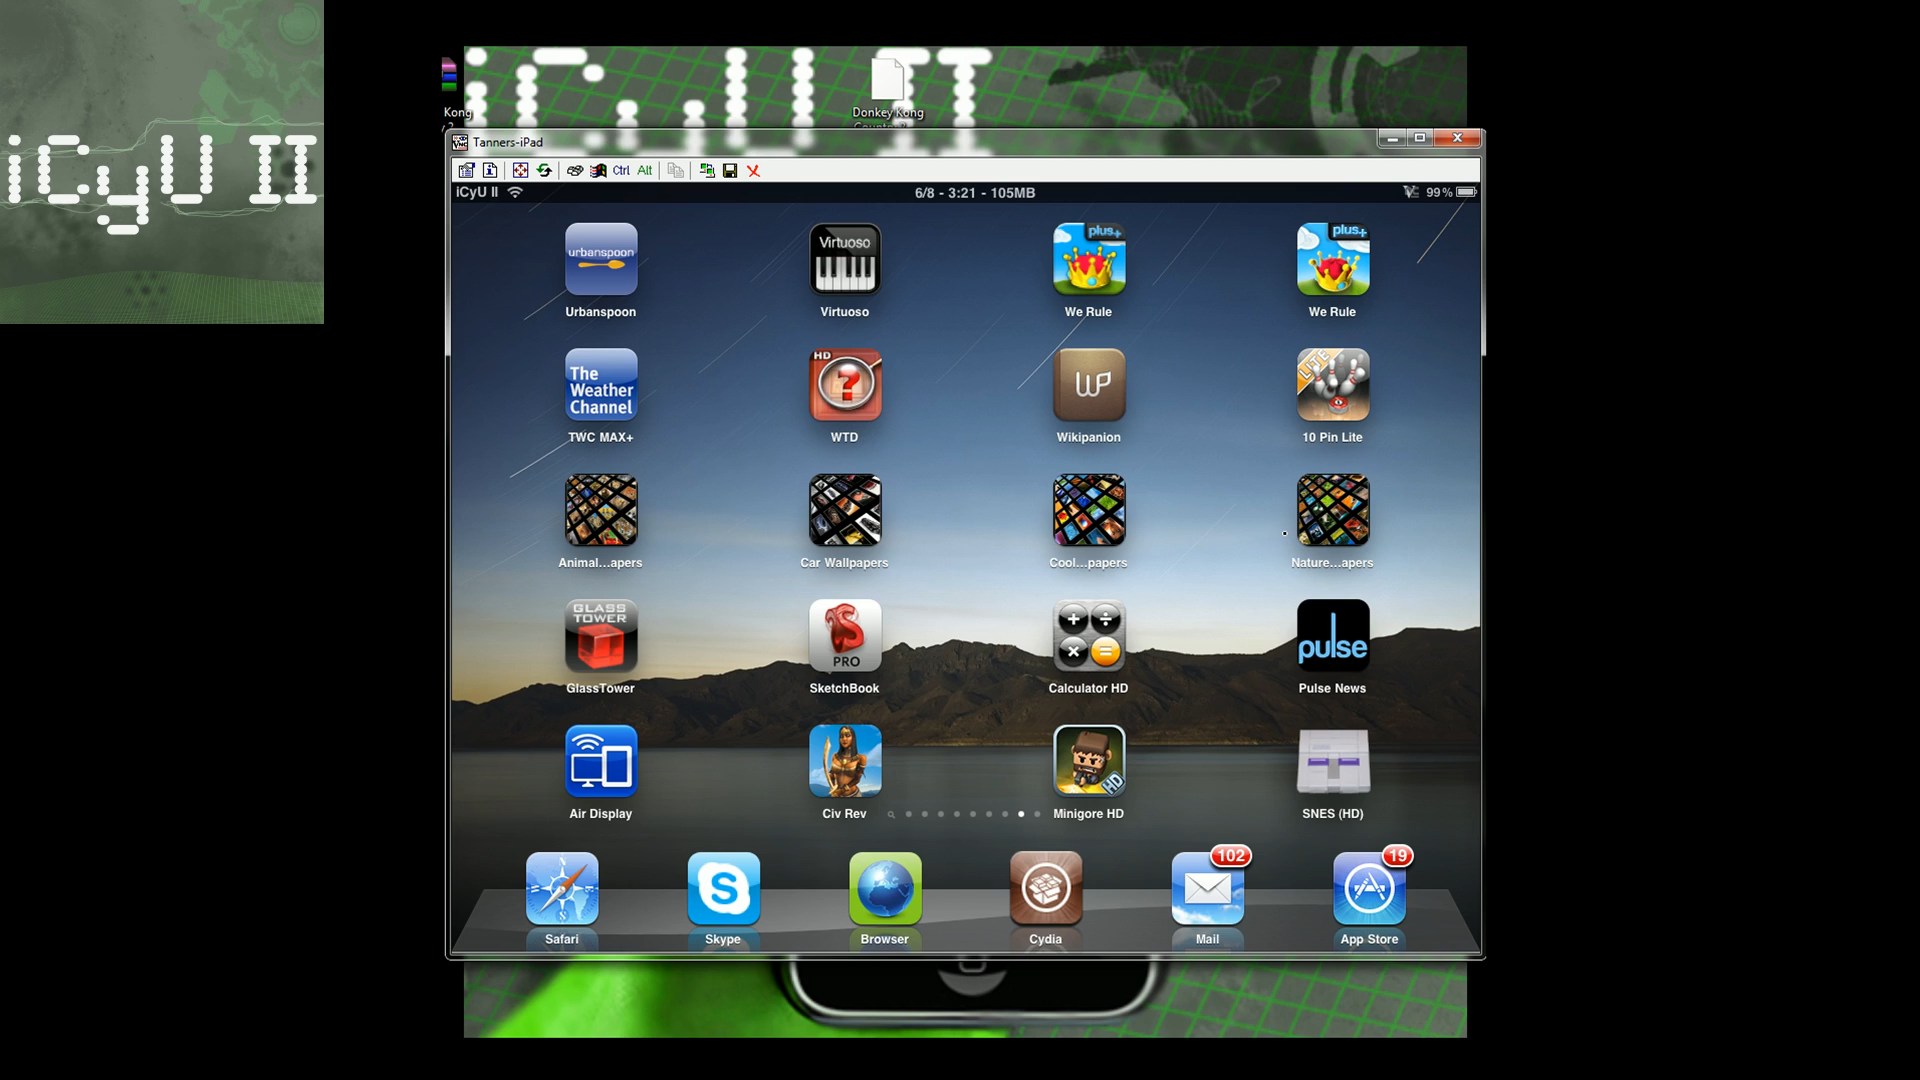 iCyU II
iCyU II
Kong
Donkey Kong
Tanners-iPad
Ctrl Alt
iCyU II
6/8 - 3:21 - 105MB
99%
urbanspoon
Virtuoso
plus+
plus+
Urbanspoon
Virtuoso
We Rule
We Rule
The
Weather
Channel
HD
?
WP
LITE
TWC MAX+
WTD
Wikipanion
10 Pin Lite
Animal...apers
Car Wallpapers
Cool...papers
Nature...apers
GLASS
TOWER
S
PRO
+ ÷
× =
pulse
GlassTower
SketchBook
Calculator HD
Pulse News
HD
Air Display
Civ Rev
Minigore HD
SNES (HD)
N
S
S
102
19
Safari
Skype
Browser
Cydia
Mail
App Store